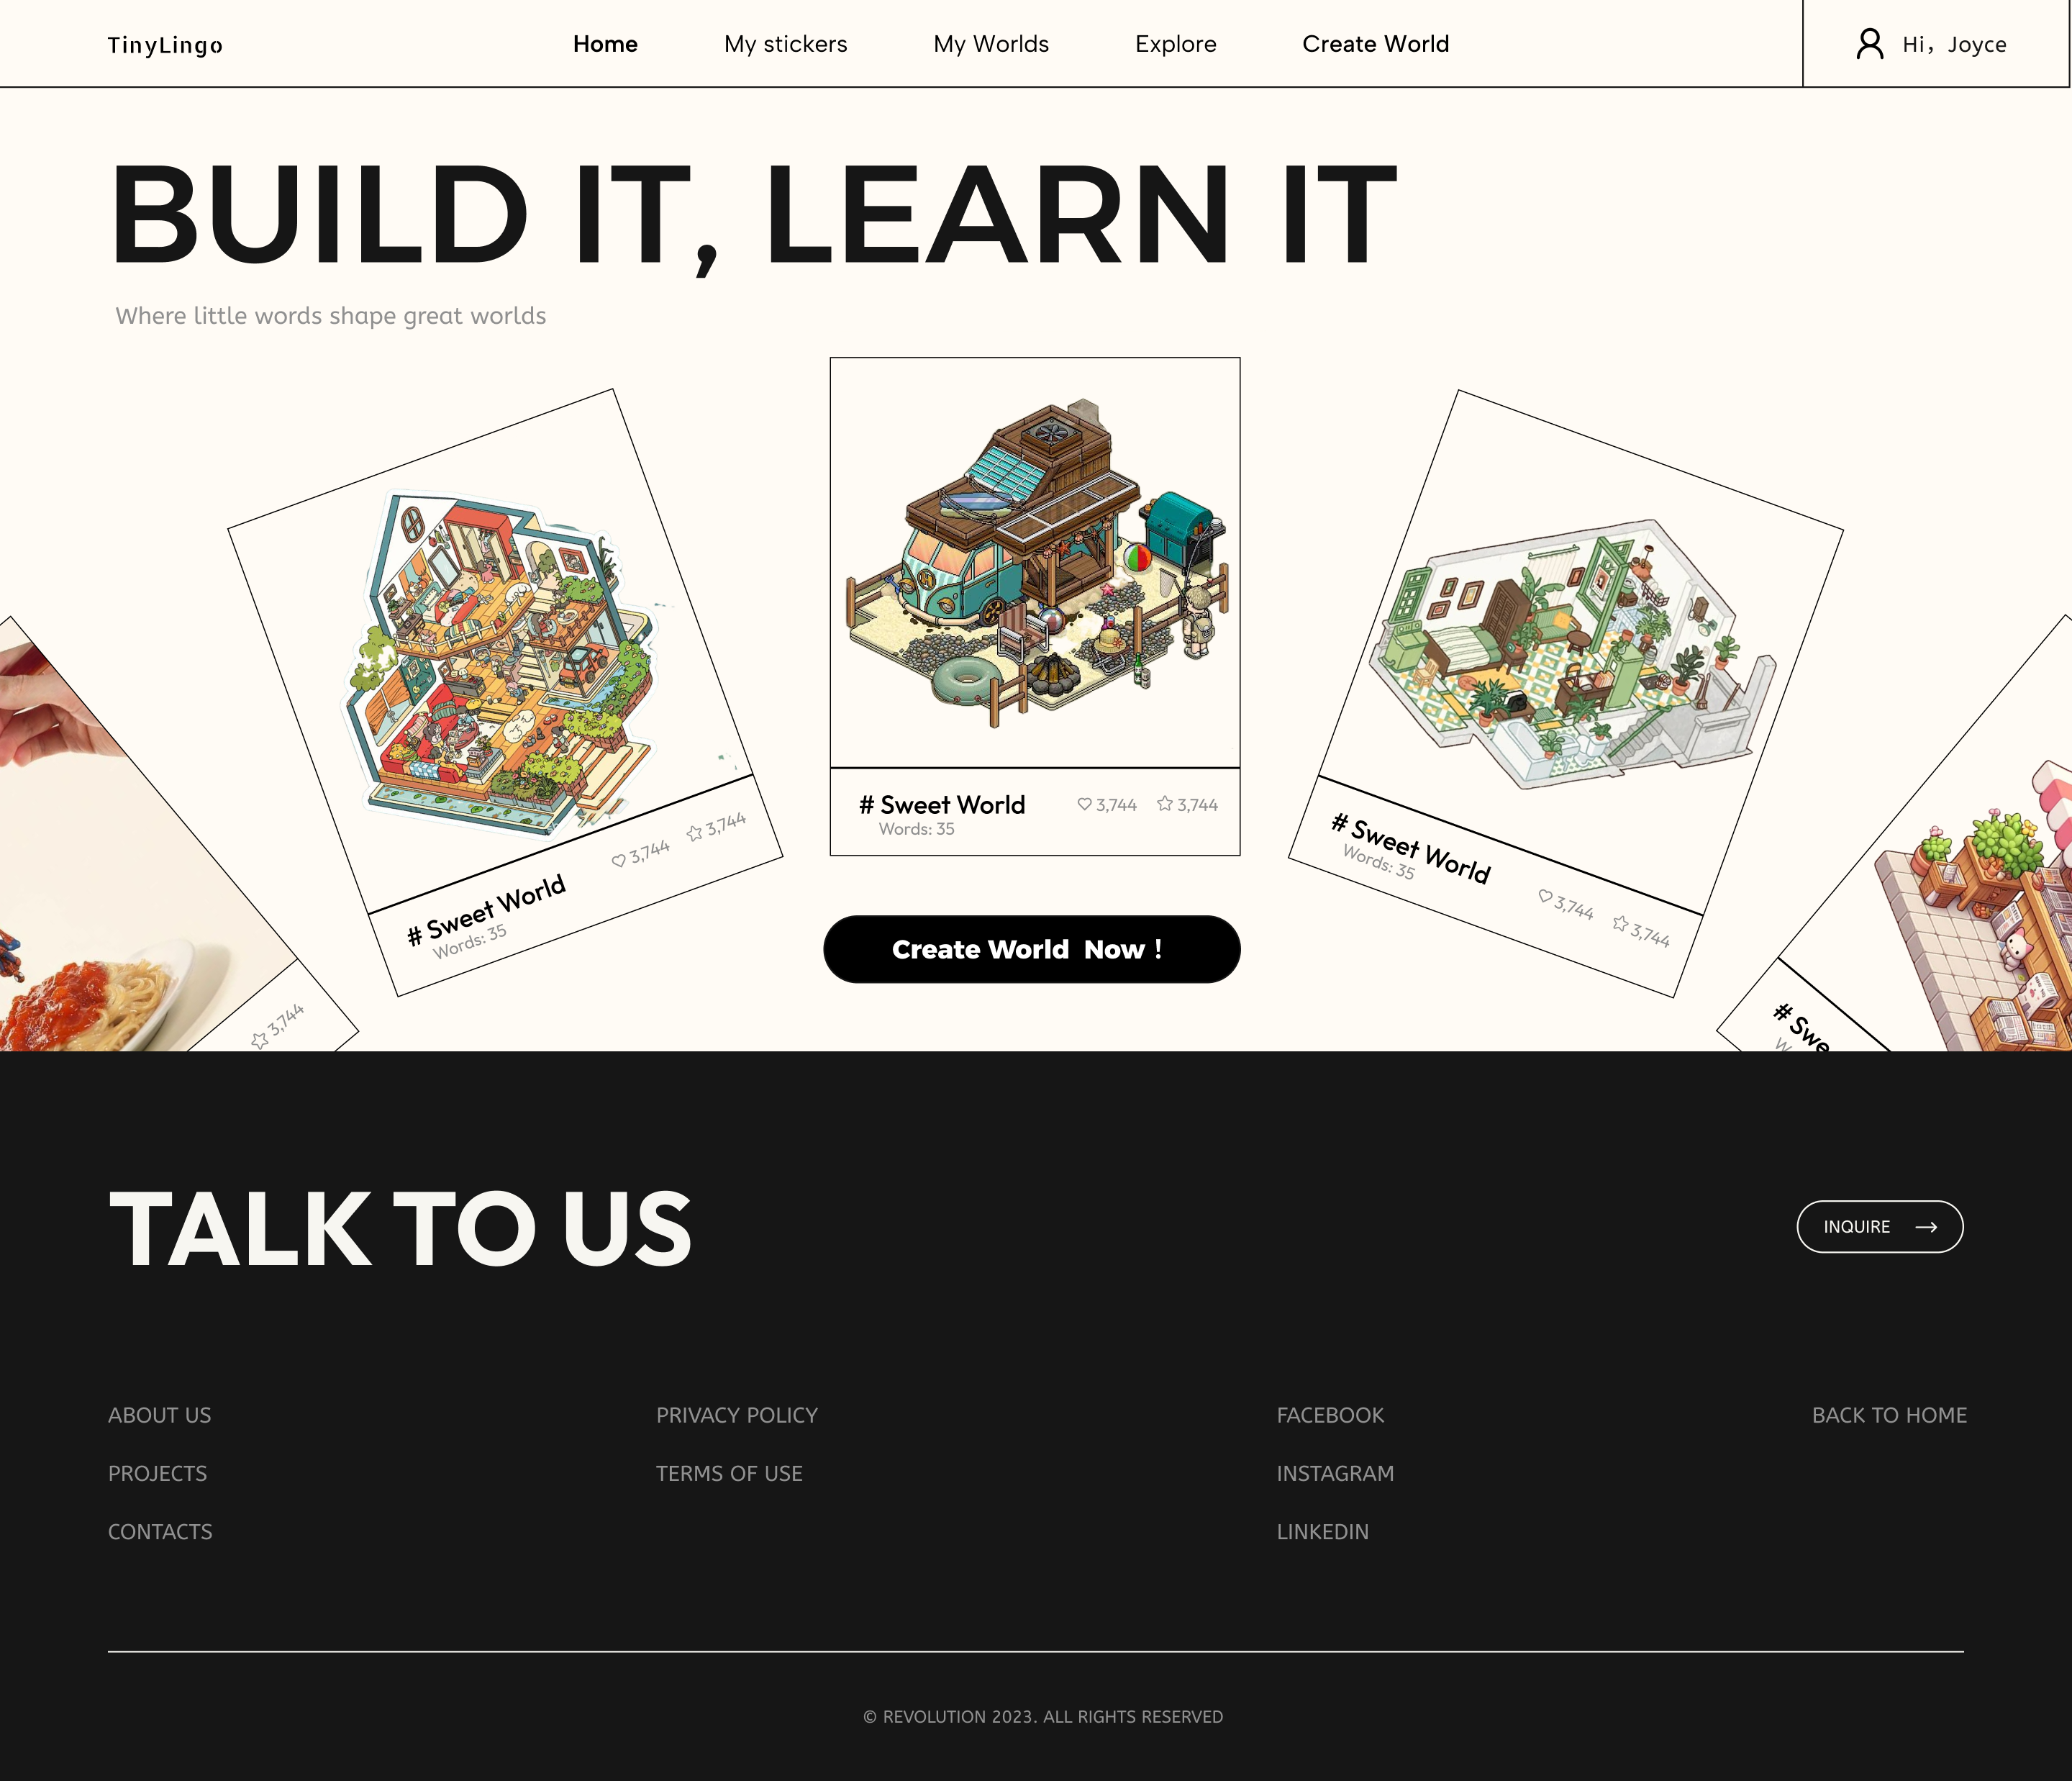 TinyLingo
Home
My stickers
My Worlds
Explore
Create World
Hi, Joyce
BUILD IT, LEARN IT
Where little words shape great worlds
3,744
# Sweet World
Words: 35
3,744
3,744
# Sweet World
Words: 35
3,744
3,744
# Sweet World
Words: 35
3,744
3,744
# Swe
W
Create World Now !
TALK TO US
INQUIRE
ABOUT US
PROJECTS
CONTACTS
PRIVACY POLICY
TERMS OF USE
FACEBOOK
INSTAGRAM
LINKEDIN
BACK TO HOME
© REVOLUTION 2023. ALL RIGHTS RESERVED